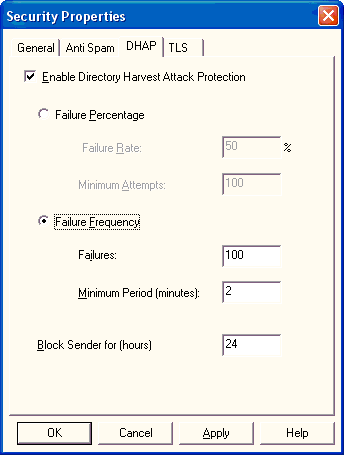 Security Properties
General Anti Spam DHAP TLS
Enable Directory Harvest Attack Protection
Failure Percentage
Failure Rate: 50 %
Minimum Attempts: 100
Failure Frequency
Failures: 100
Minimum Period (minutes): 2
Block Sender for (hours) 24
OK Cancel Apply Help